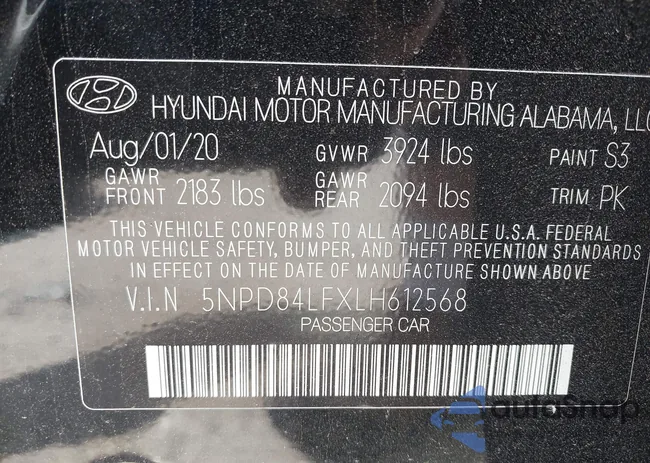 MANUFACTURED BY
HYUNDAI MOTOR MANUFACTURING ALABAMA, LLC
Aug/01/20 GVWR 3924 lbs PAINT S3
GAWR FRONT 2183 lbs GAWR REAR 2094 lbs TRIM PK
THIS VEHICLE CONFORMS TO ALL APPLICABLE U.S.A. FEDERAL
MOTOR VEHICLE SAFETY, BUMPER, AND THEFT PREVENTION STANDARDS
IN EFFECT ON THE DATE OF MANUFACTURE SHOWN ABOVE
V.I.N 5NPD84LFXLH612568
PASSENGER CAR
autoSnap